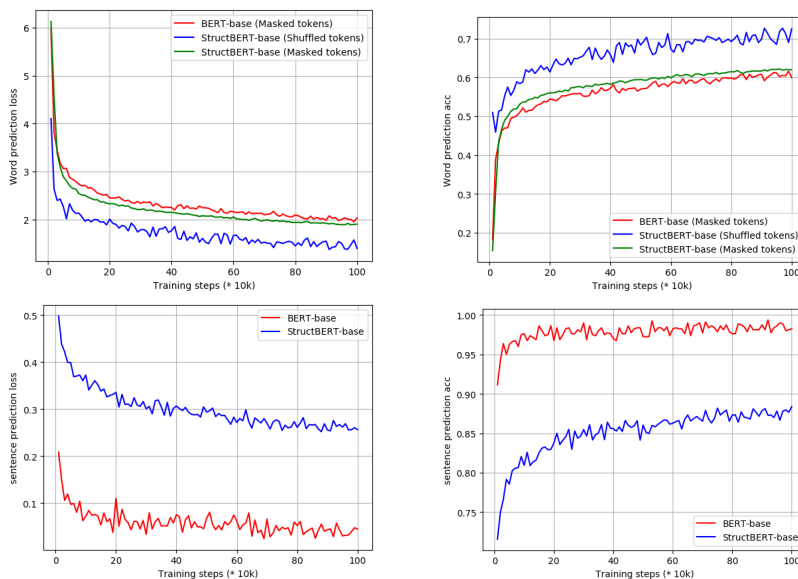 BERT-base (Masked tokens)
StructBERT-base (Shuffled tokens)
StructBERT-base (Masked tokens)
Word prediction loss
6
5
4
3
2
1
0
20
40
60
80
100
Training steps (* 10k)
Word prediction acc
0.7
0.6
0.5
0.4
0.3
0.2
BERT-base (Masked tokens)
StructBERT-base (Shuffled tokens)
StructBERT-base (Masked tokens)
0
20
40
60
80
100
Training steps (* 10k)
BERT-base
StructBERT-base
sentence prediction loss
0.5
0.4
0.3
0.2
0.1
0
20
40
60
80
100
Training steps (* 10k)
sentence prediction acc
1.00
0.95
0.90
0.85
0.80
0.75
BERT-base
StructBERT-base
0
20
40
60
80
100
Training steps (* 10k)